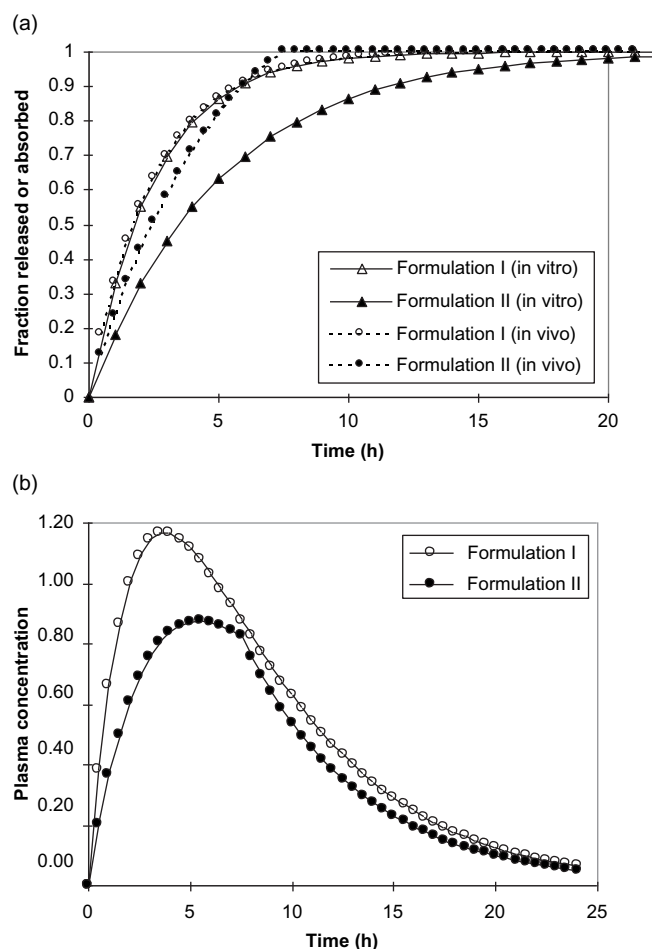 (a)
1
0.9
0.8
0.7
0.6
0.5
0.4
0.3
0.2
0.1
0
Fraction released or absorbed
Formulation I (in vitro)
Formulation II (in vitro)
Formulation I (in vivo)
Formulation II (in vivo)
0 5 10 15 20
Time (h)
(b)
1.20
1.00
0.80
0.60
0.40
0.20
0.00
Plasma concentration
Formulation I
Formulation II
0 5 10 15 20 25
Time (h)